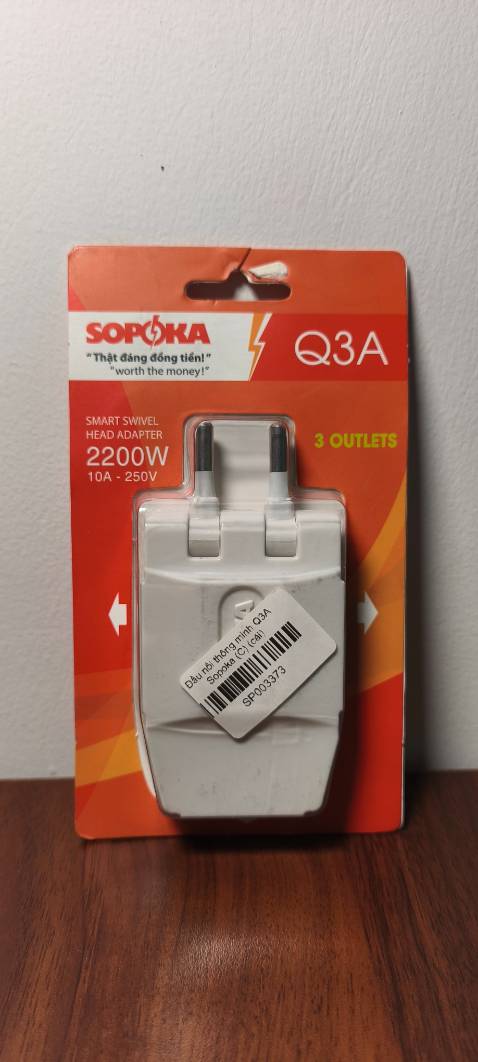 SOPOKA
"Thật đáng đồng tiền!"
"worth the money!"
Q3A
SMART SWIVEL
HEAD ADAPTER
2200W
10A - 250V
3 OUTLETS
Đầu nối thông minh Q3A
Sopoka (C) (cái)
SP003373